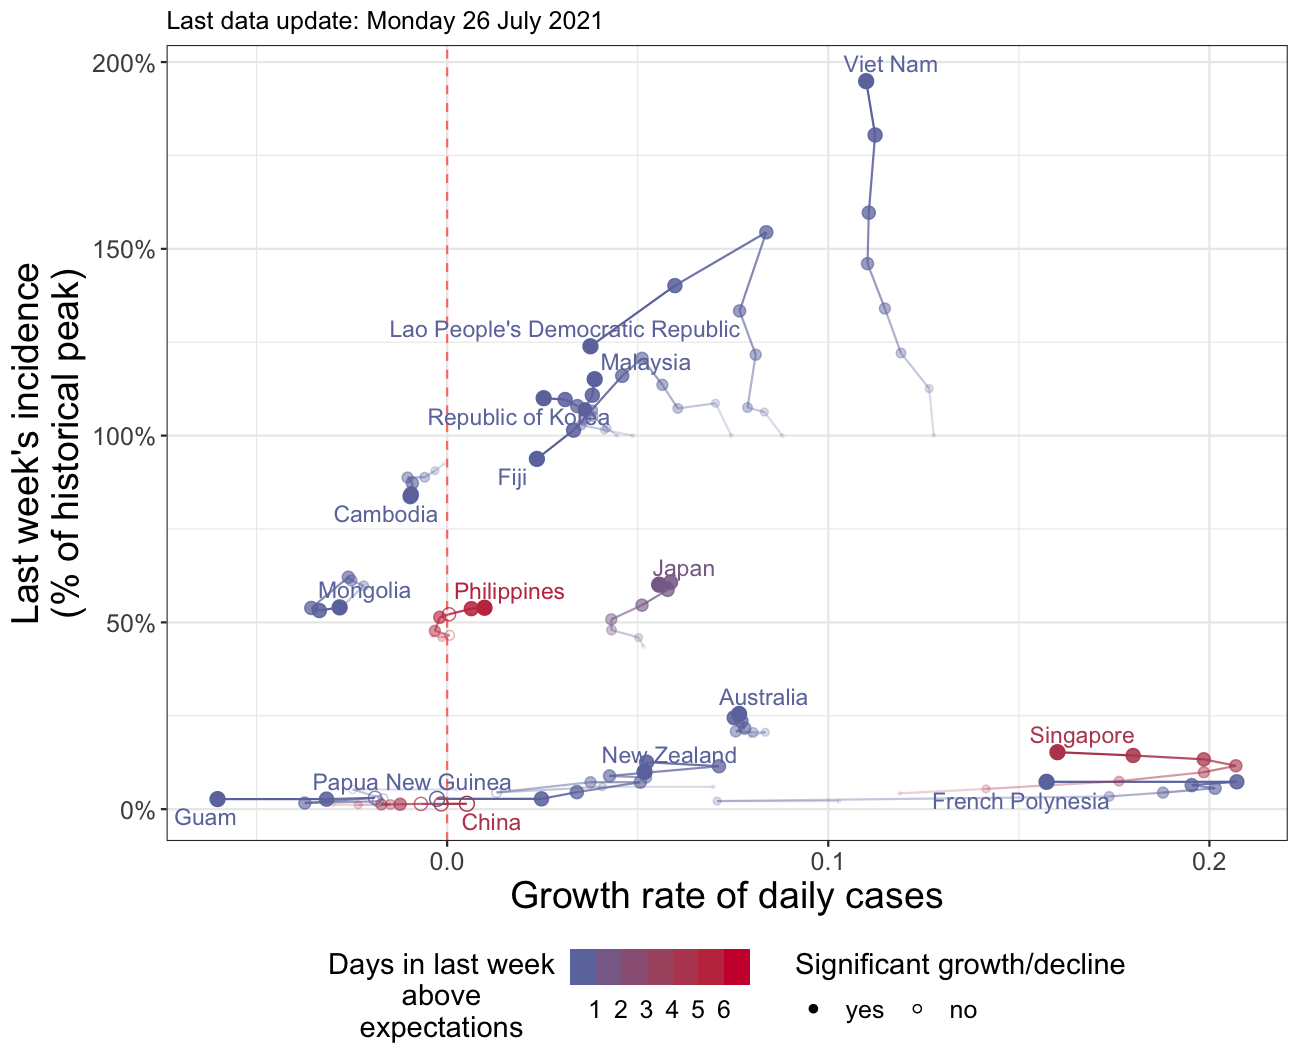 Last data update: Monday 26 July 2021
200%
150%
100%
50%
0%
Last week's incidence
(% of historical peak)
Viet Nam
Lao People's Democratic Republic
Malaysia
Republic of Korea
Fiji
Cambodia
Mongolia
Philippines
Japan
Australia
New Zealand
Singapore
Papua New Guinea
French Polynesia
Guam
China
0.0
0.1
0.2
Growth rate of daily cases
Days in last week
above
expectations
1 2 3 4 5 6
Significant growth/decline
yes no